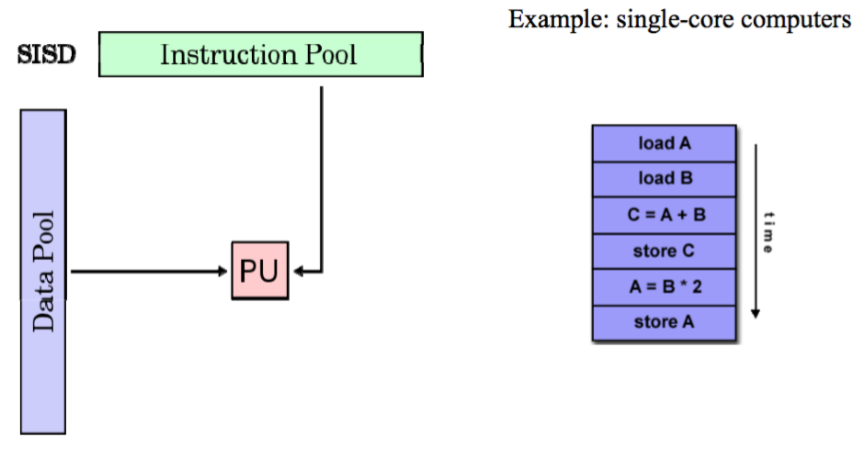 Example: single-core computers
SISD
Instruction Pool
Data Pool
PU
load A
load B
C = A + B
store C
A = B * 2
store A
time